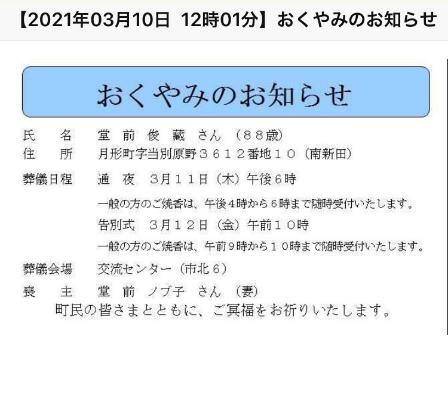 【2021年03月10日 12時01分】おくやみのお知らせ
おくやみのお知らせ
氏　　名　　堂　前　俊　蔵　さん　（８８歳）
住　　所　　月形町字当別原野３６１２番地１０（南新田）
葬儀日程　　通　夜　３月１１日（木）午後６時
一般の方のご焼香は、午後４時から６時まで随時受付いたします。
告別式　３月１２日（金）午前１０時
一般の方のご焼香は、午前９時から１０時まで随時受付いたします。
葬儀会場　　交流センター（市北６）
喪　　主　　堂　前　ノブ子　さん　（妻）
町民の皆さまとともに、ご冥福をお祈りいたします。